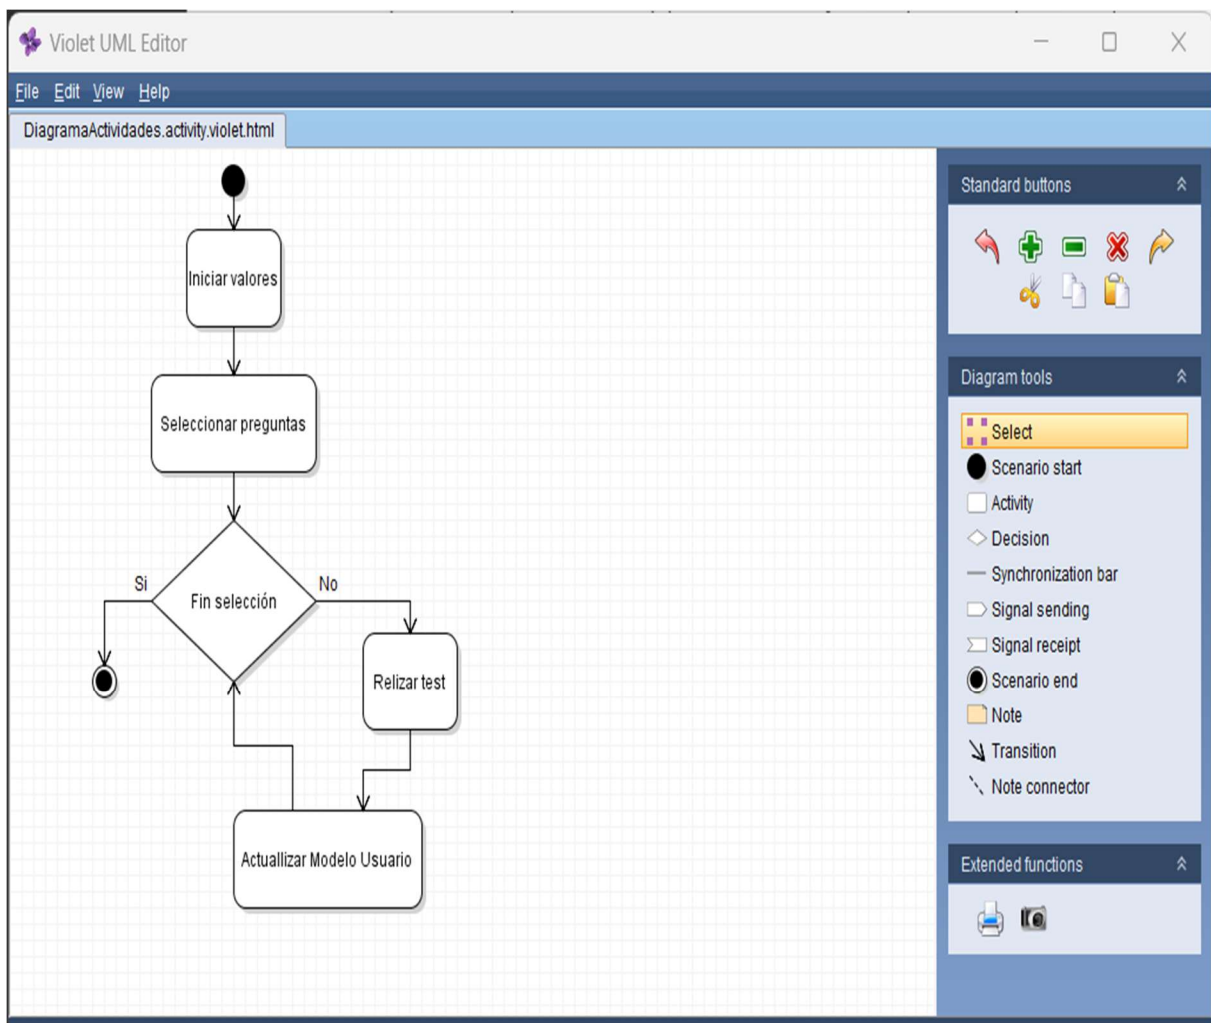 Violet UML Editor
File Edit View Help
DiagramaActividades.activity.violet.html
Iniciar valores
Seleccionar preguntas
Si
Fin selección
No
Relizar test
Actuallizar Modelo Usuario
Standard buttons
Diagram tools
Select
Scenario start
Activity
Decision
Synchronization bar
Signal sending
Signal receipt
Scenario end
Note
Transition
Note connector
Extended functions